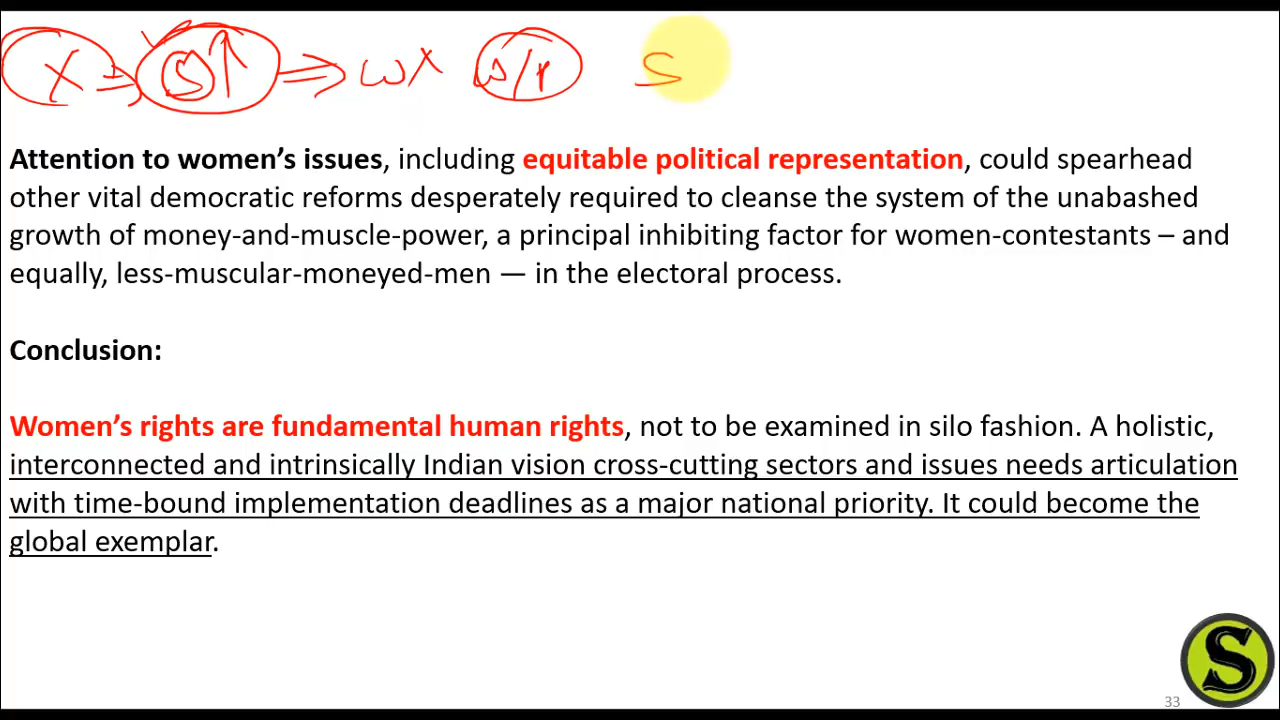 X ⇒ S↑ ⇒ wx w/r S
Attention to women’s issues, including equitable political representation, could spearhead
other vital democratic reforms desperately required to cleanse the system of the unabashed
growth of money-and-muscle-power, a principal inhibiting factor for women-contestants – and
equally, less-muscular-moneyed-men — in the electoral process.
Conclusion:
Women’s rights are fundamental human rights, not to be examined in silo fashion. A holistic,
interconnected and intrinsically Indian vision cross-cutting sectors and issues needs articulation
with time-bound implementation deadlines as a major national priority. It could become the
global exemplar.
S
33